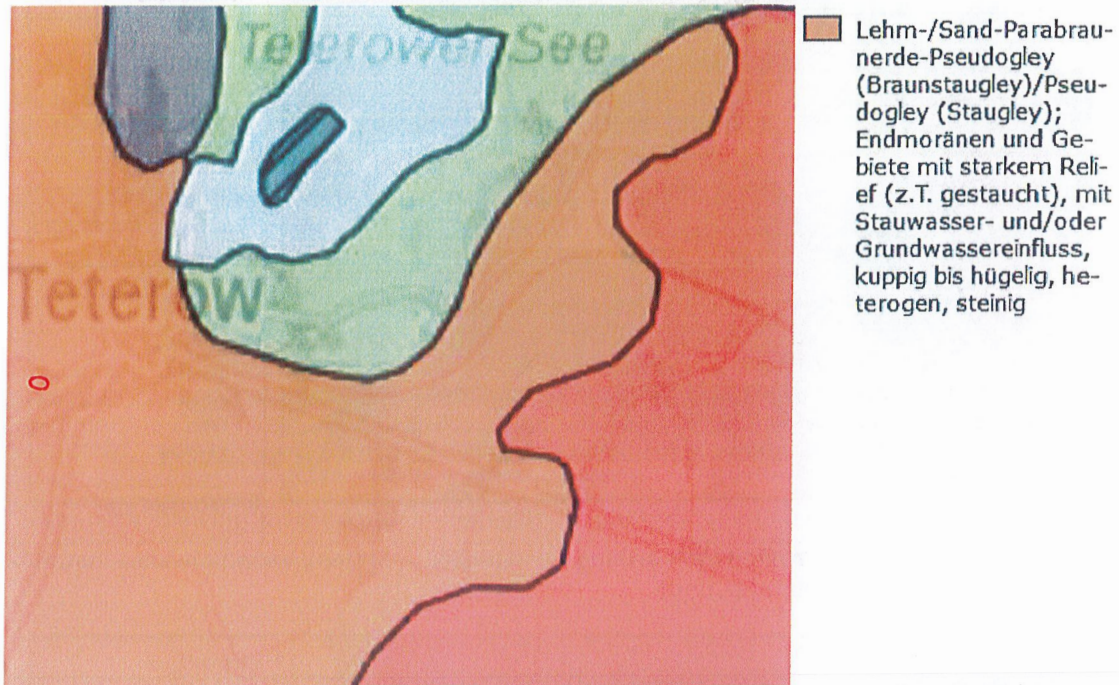 Teterower See
Teterow
Lehm-/Sand-Parabrau-
nerde-Pseudogley
(Braunstaugley)/Pseu-
dogley (Staugley);
Endmoränen und Ge-
biete mit starkem Reli-
ef (z.T. gestaucht), mit
Stauwasser- und/oder
Grundwassereinfluss,
kuppig bis hügelig, he-
terogen, steinig